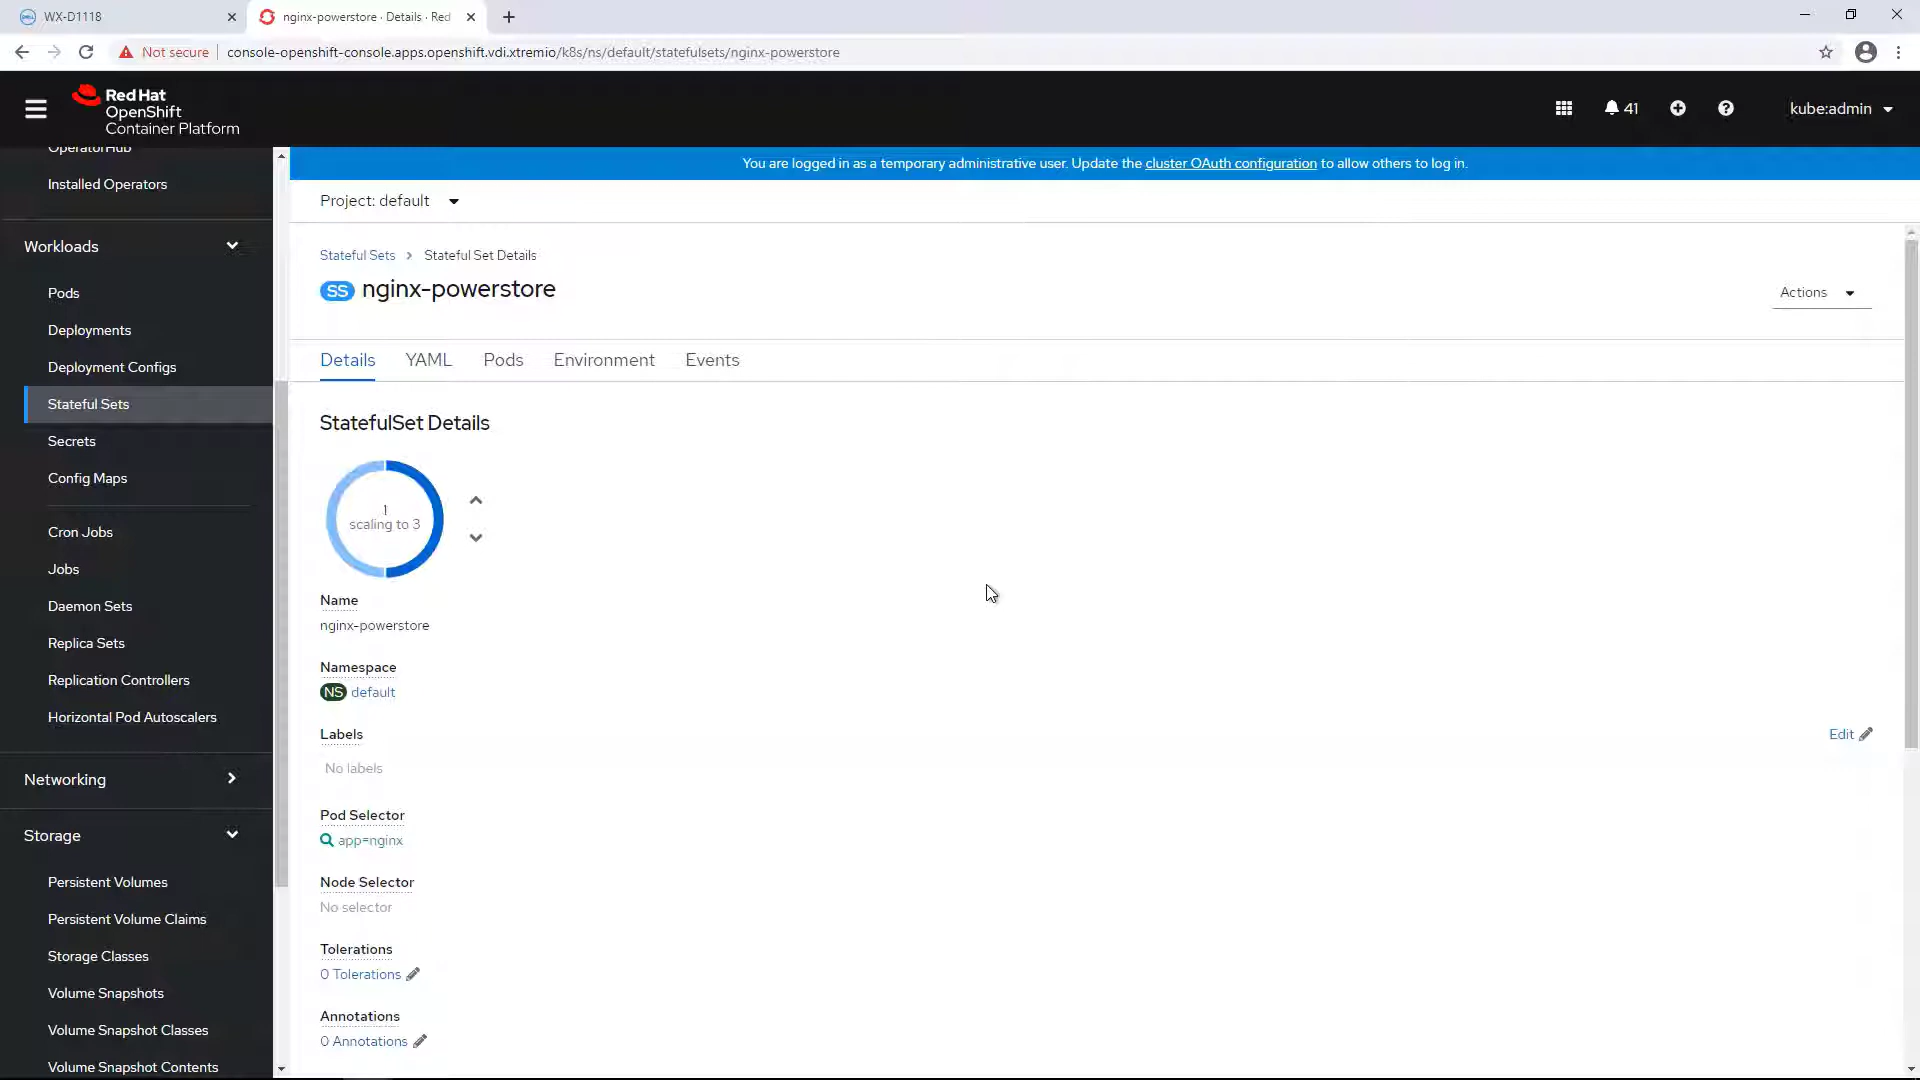 WX-D1118
nginx-powerstore · Details · Red
Not secure
console-openshift-console.apps.openshift.vdi.xtremio/k8s/ns/default/statefulsets/nginx-powerstore
Red Hat
OpenShift
Container Platform
41
kube:admin
OperatorHub
Installed Operators
Workloads
Pods
Deployments
Deployment Configs
Stateful Sets
Secrets
Config Maps
Cron Jobs
Jobs
Daemon Sets
Replica Sets
Replication Controllers
Horizontal Pod Autoscalers
Networking
Storage
Persistent Volumes
Persistent Volume Claims
Storage Classes
Volume Snapshots
Volume Snapshot Classes
Volume Snapshot Contents
You are logged in as a temporary administrative user. Update the cluster OAuth configuration to allow others to log in.
Project: default
Stateful Sets > Stateful Set Details
SS nginx-powerstore
Actions
Details YAML Pods Environment Events
StatefulSet Details
1
scaling to 3
Name
nginx-powerstore
Namespace
NS default
Labels
Edit
No labels
Pod Selector
app=nginx
Node Selector
No selector
Tolerations
0 Tolerations
Annotations
0 Annotations